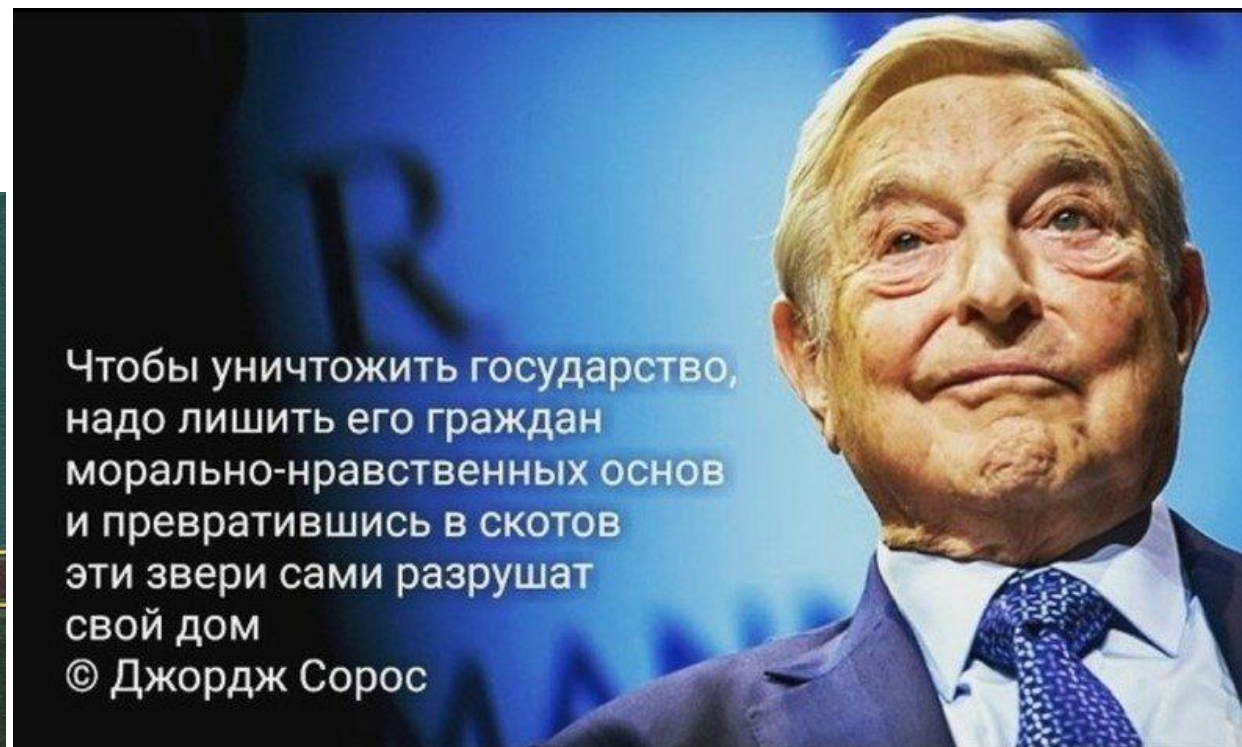 R
Чтобы уничтожить государство,
надо лишить его граждан
морально-нравственных основ
и превратившись в скотов
эти звери сами разрушат
свой дом
© Джордж Сорос